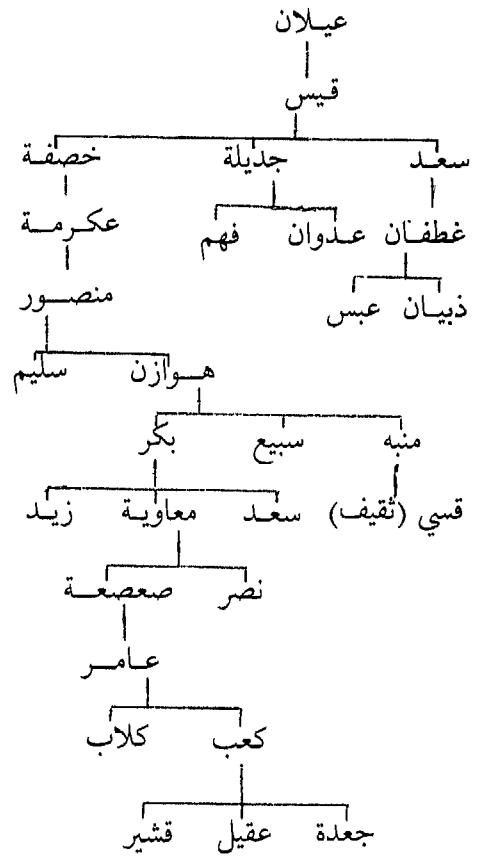 عيلان
قيس
سعد جديلة خصفة
غطفان عدوان فهم عكرمة
ذبيان عبس منصور
هوازن سليم
منبه سبيع بكر
قسي (ثقيف) سعد معاوية زيد
نصر صعصعة
عامر
كعب كلاب
جعدة عقيل قشير